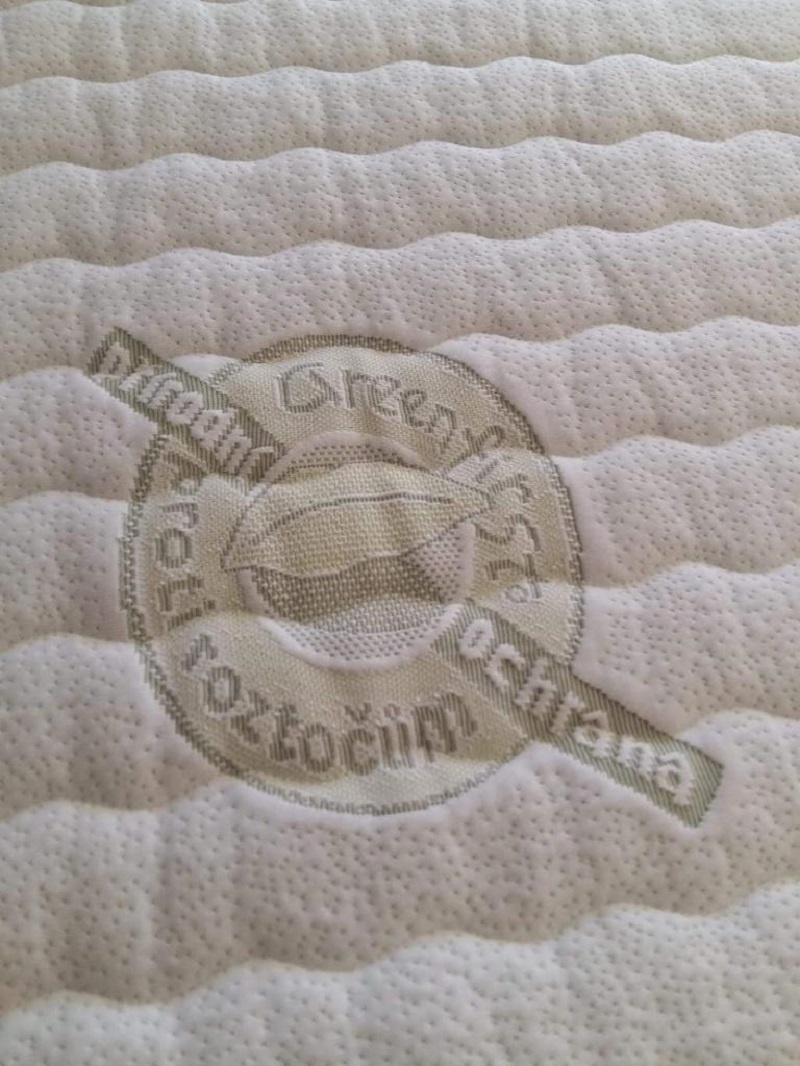 Greenfirst®
přírodní
ochrana
proti roztočům